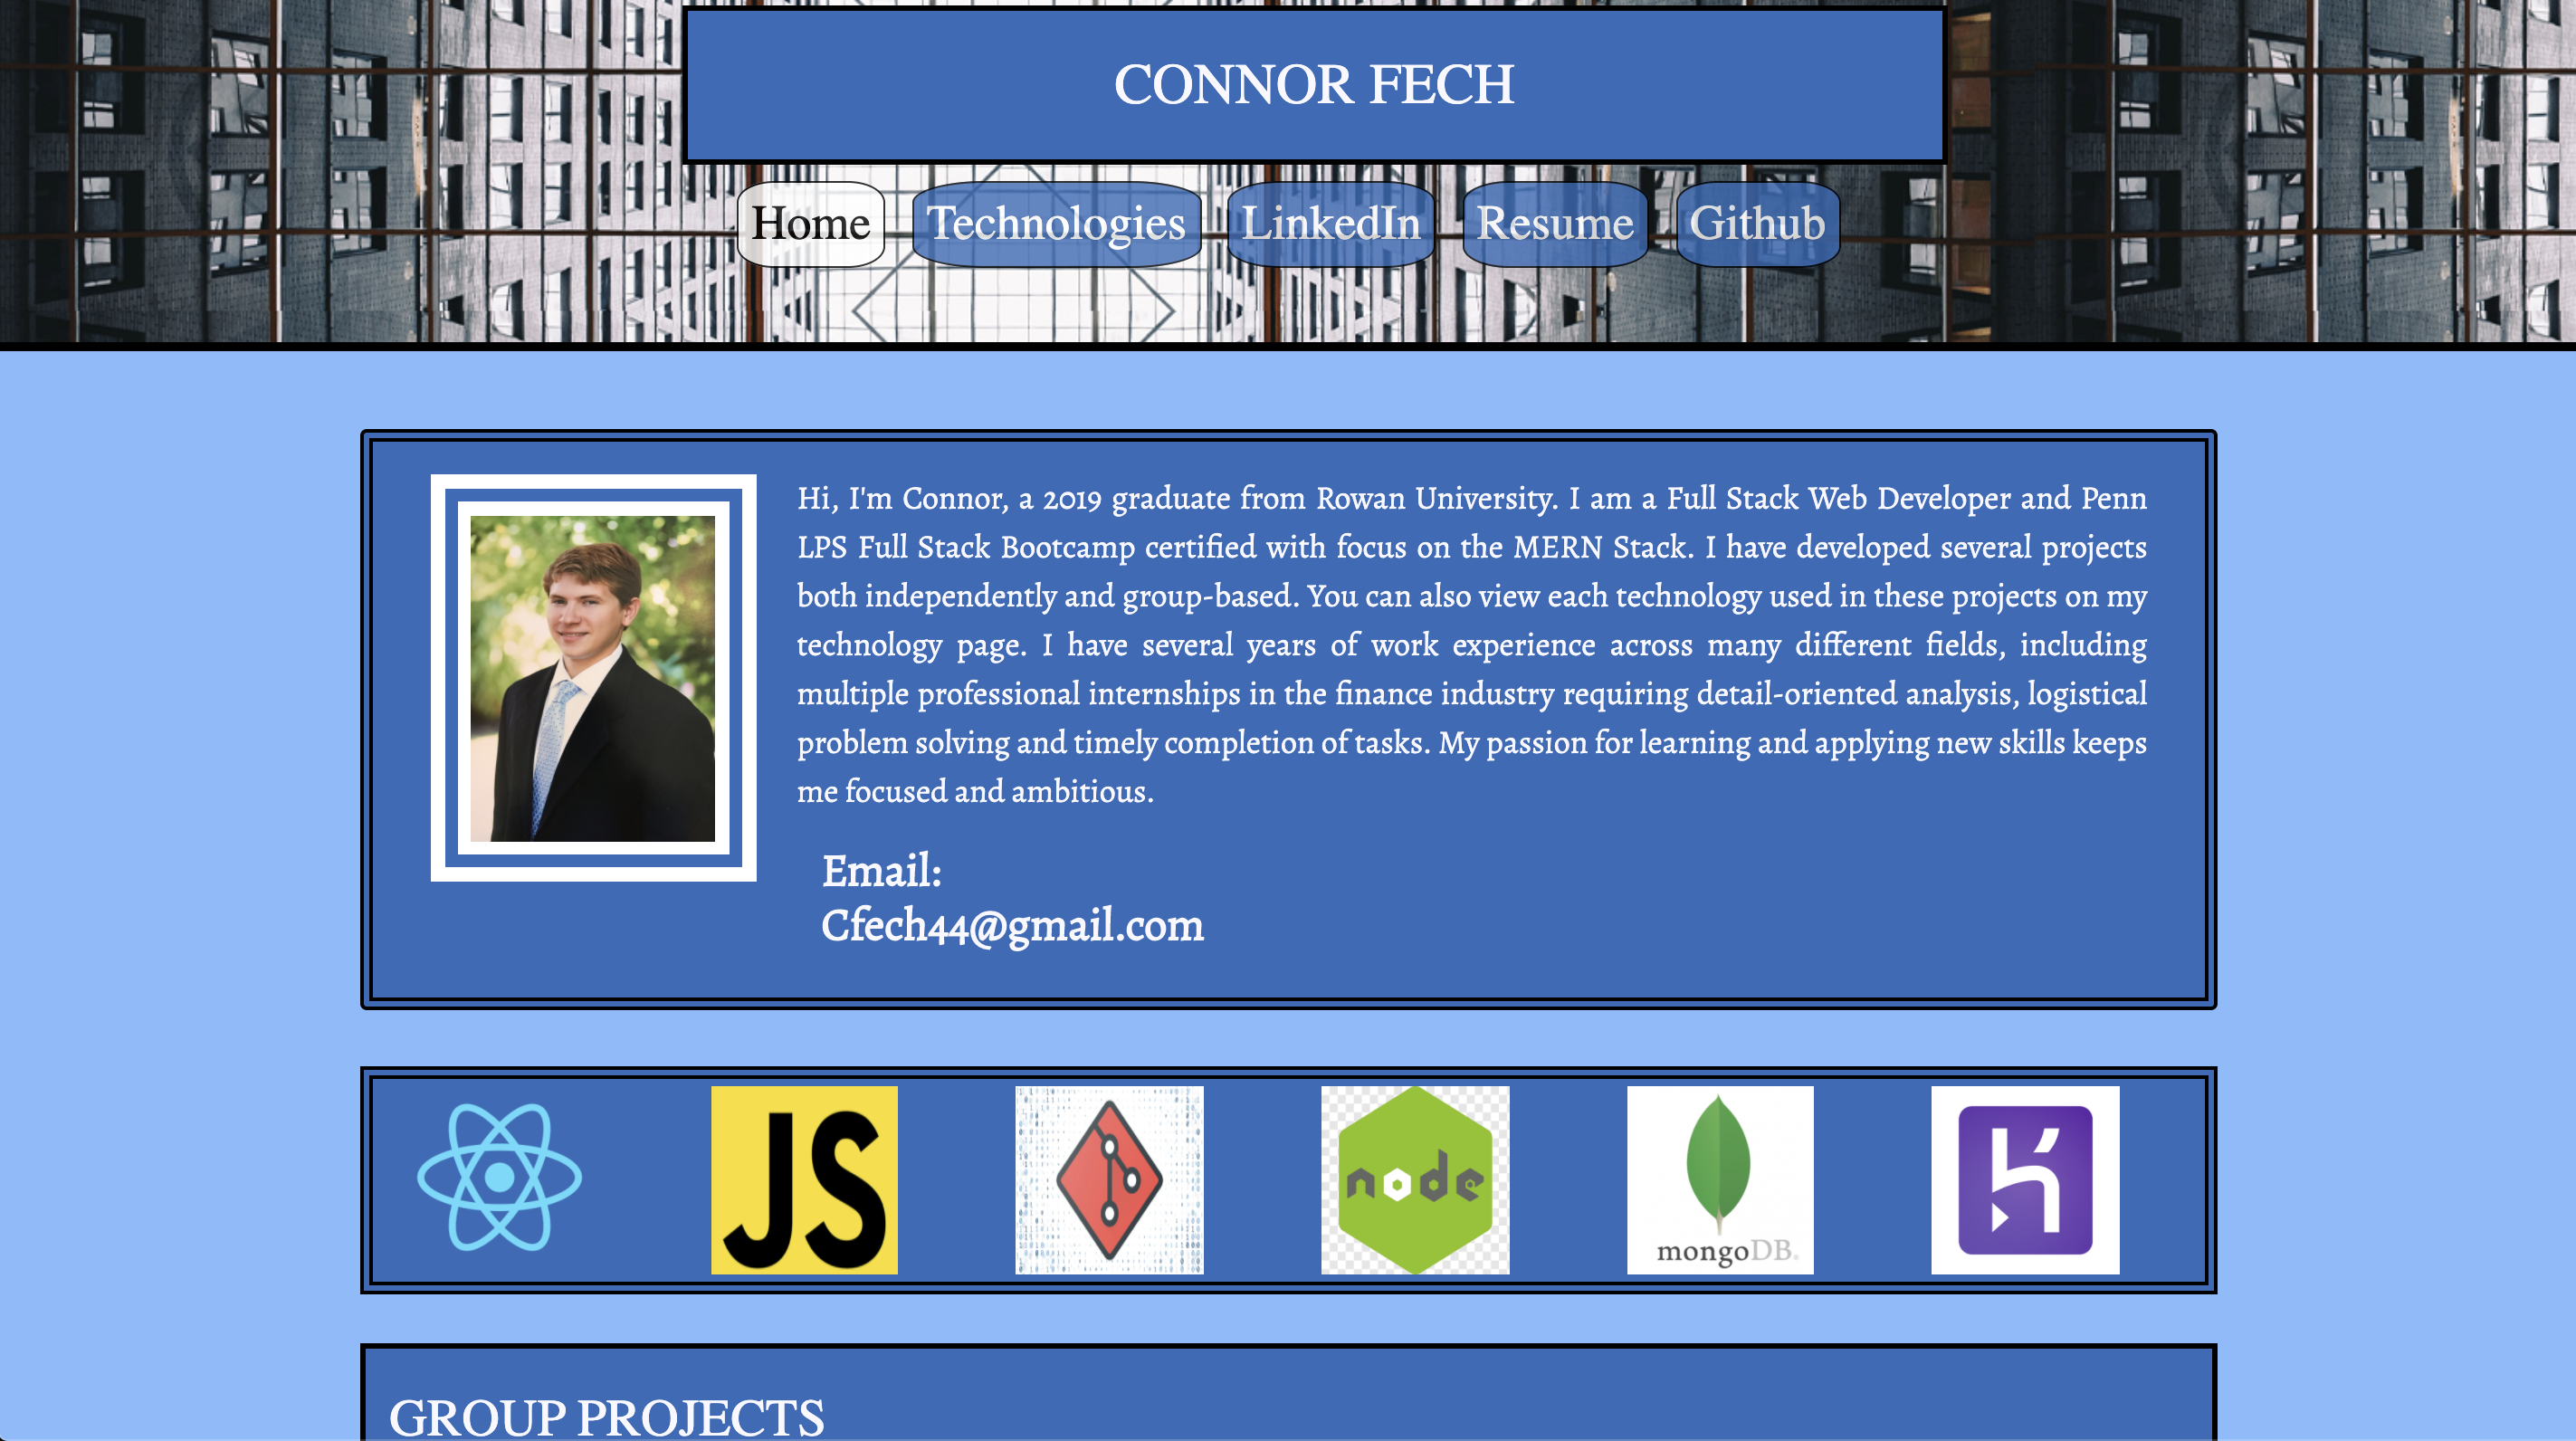 CONNOR FECH
Home Technologies LinkedIn Resume Github
Hi, I'm Connor, a 2019 graduate from Rowan University. I am a Full Stack Web Developer and Penn
LPS Full Stack Bootcamp certified with focus on the MERN Stack. I have developed several projects
both independently and group-based. You can also view each technology used in these projects on my
technology page. I have several years of work experience across many different fields, including
multiple professional internships in the finance industry requiring detail-oriented analysis, logistical
problem solving and timely completion of tasks. My passion for learning and applying new skills keeps
me focused and ambitious.
Email:
Cfech44@gmail.com
JS
node
mongoDB.
GROUP PROJECTS